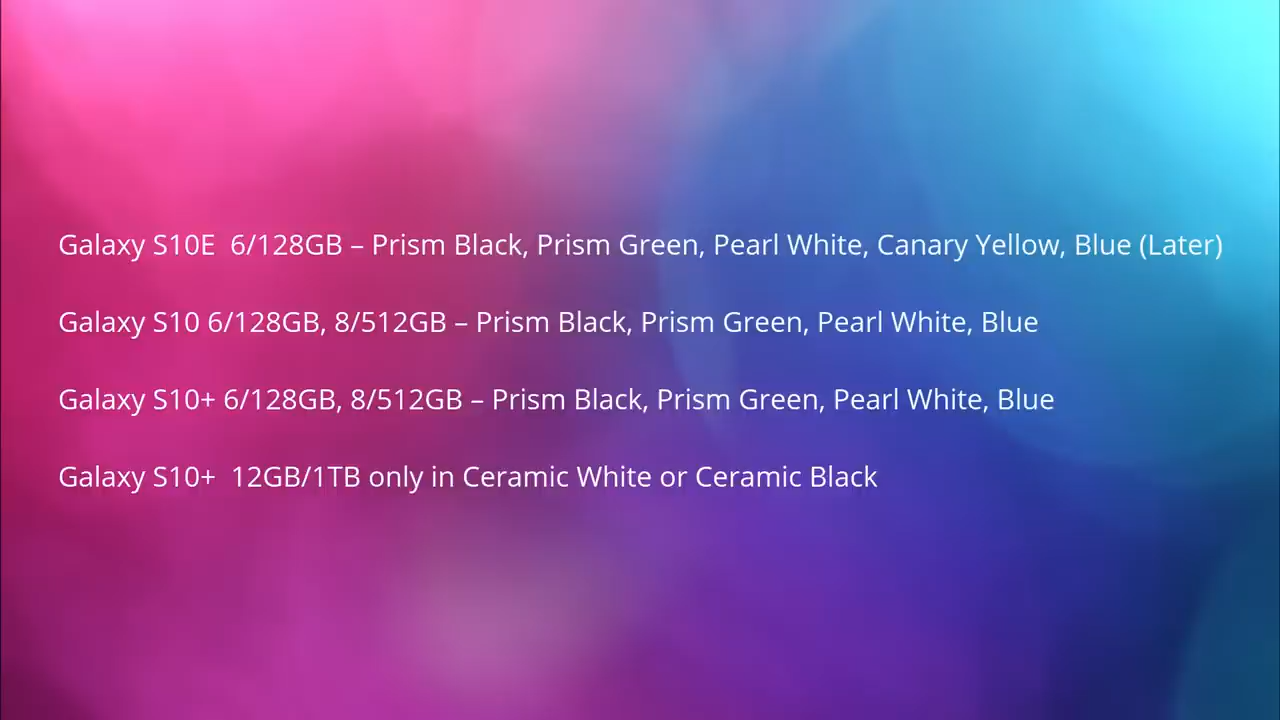 Galaxy S10E  6/128GB – Prism Black, Prism Green, Pearl White, Canary Yellow, Blue (Later)
Galaxy S10 6/128GB, 8/512GB – Prism Black, Prism Green, Pearl White, Blue
Galaxy S10+ 6/128GB, 8/512GB – Prism Black, Prism Green, Pearl White, Blue
Galaxy S10+  12GB/1TB only in Ceramic White or Ceramic Black